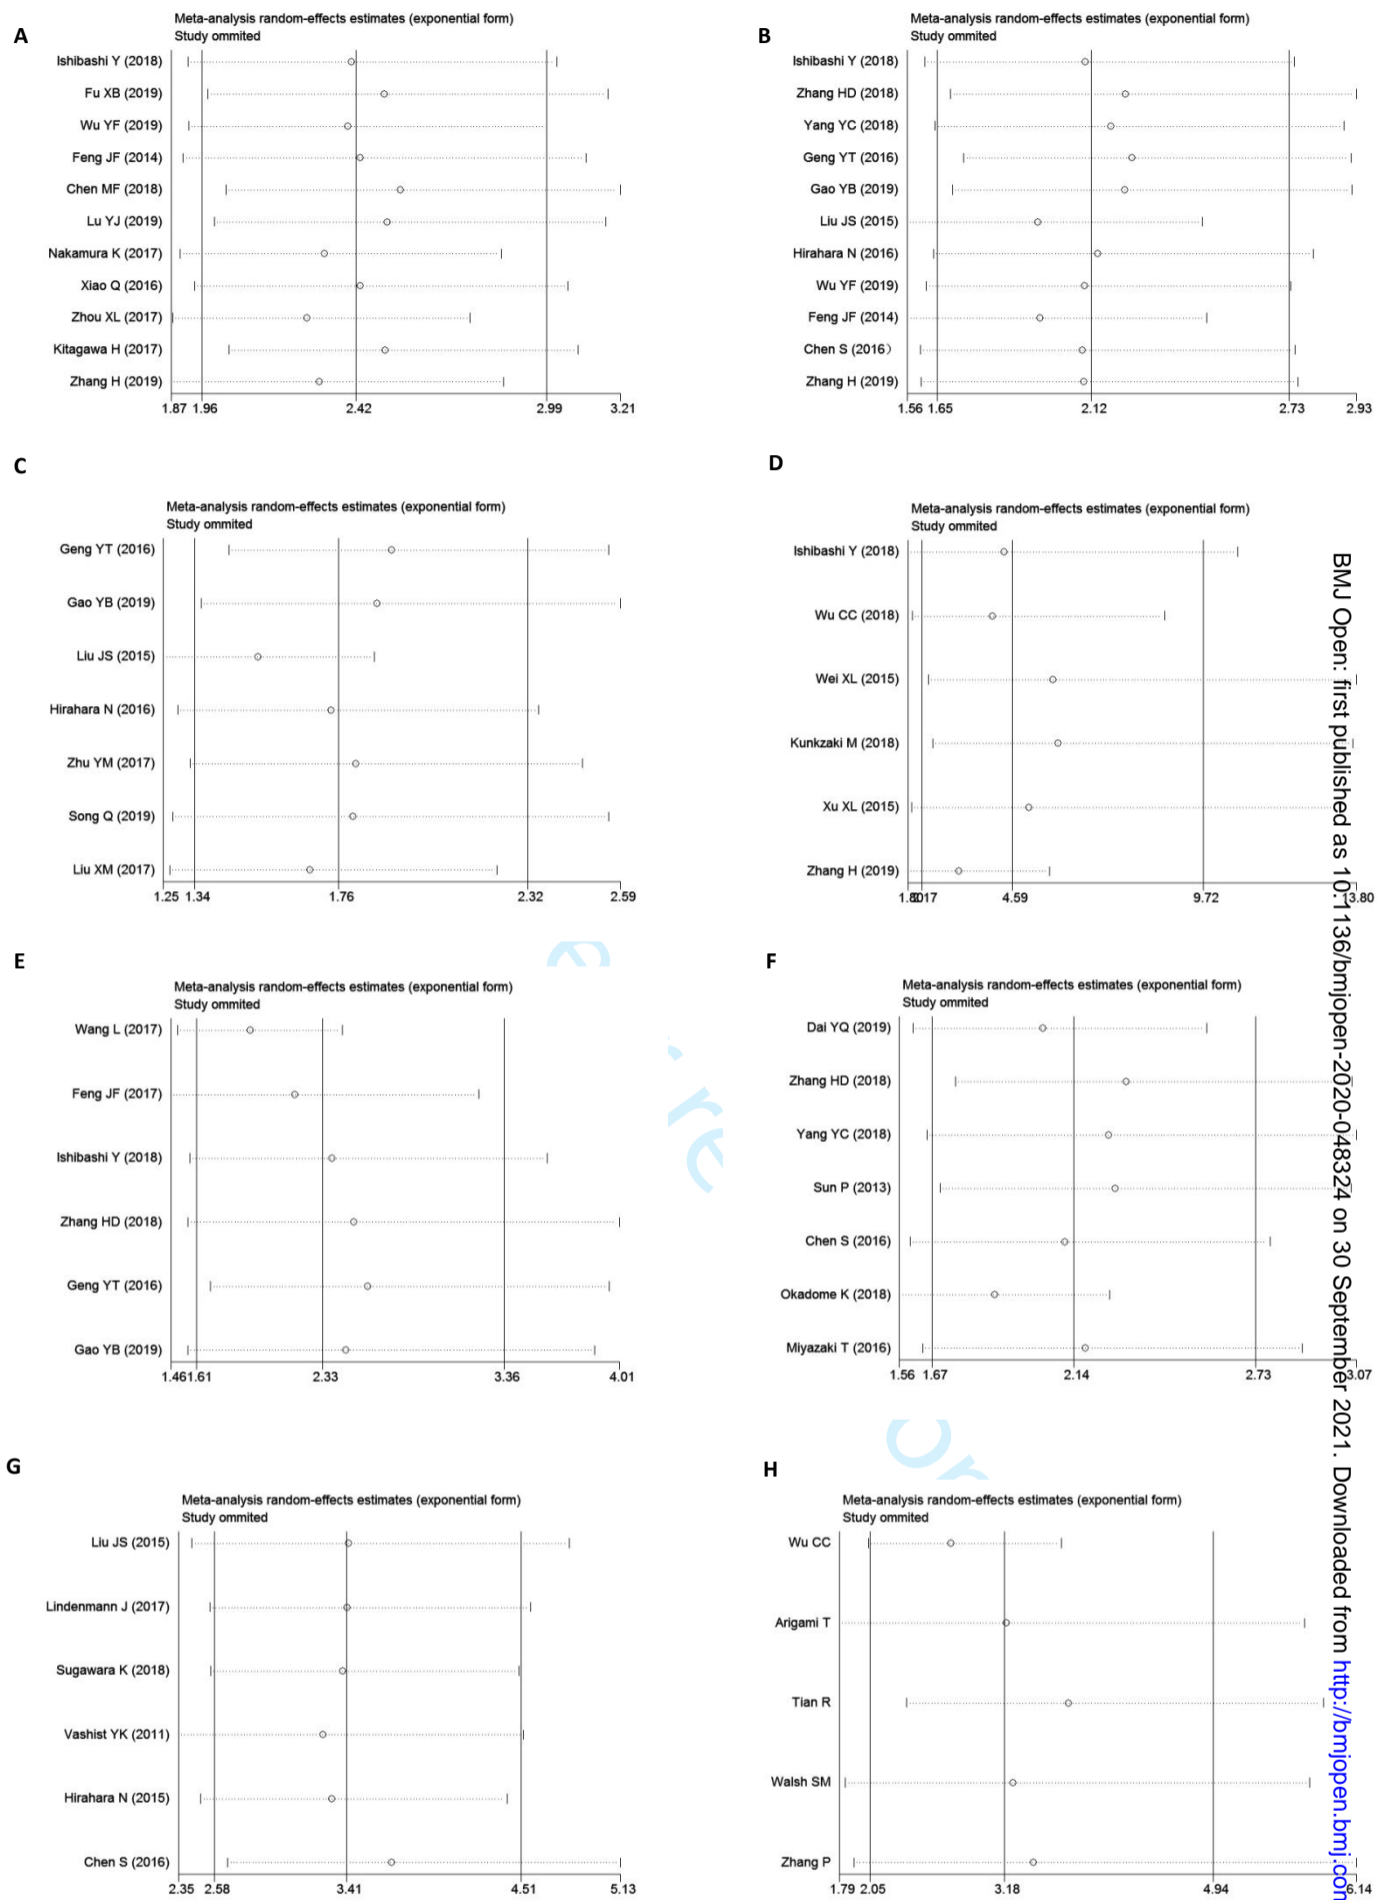 A
Meta-analysis random-effects estimates (exponential form)
Study ommited
Ishibashi Y (2018)
Fu XB (2019)
Wu YF (2019)
Feng JF (2014)
Chen MF (2018)
Lu YJ (2019)
Nakamura K (2017)
Xiao Q (2016)
Zhou XL (2017)
Kitagawa H (2017)
Zhang H (2019)
1.87 1.96 2.42 2.99 3.21
B
Meta-analysis random-effects estimates (exponential form)
Study ommited
Ishibashi Y (2018)
Zhang HD (2018)
Yang YC (2018)
Geng YT (2016)
Gao YB (2019)
Liu JS (2015)
Hirahara N (2016)
Wu YF (2019)
Feng JF (2014)
Chen S (2016）
Zhang H (2019)
1.56 1.65 2.12 2.73 2.93
C
Meta-analysis random-effects estimates (exponential form)
Study ommited
Geng YT (2016)
Gao YB (2019)
Liu JS (2015)
Hirahara N (2016)
Zhu YM (2017)
Song Q (2019)
Liu XM (2017)
1.25 1.34 1.76 2.32 2.59
D
Meta-analysis random-effects estimates (exponential form)
Study ommited
Ishibashi Y (2018)
Wu CC (2018)
Wei XL (2015)
Kunkzaki M (2018)
Xu XL (2015)
Zhang H (2019)
4.59 9.72 13.80
E
Meta-analysis random-effects estimates (exponential form)
Study ommited
Wang L (2017)
Feng JF (2017)
Ishibashi Y (2018)
Zhang HD (2018)
Geng YT (2016)
Gao YB (2019)
1.46 1.61 2.33 3.36 4.01
F
Meta-analysis random-effects estimates (exponential form)
Study ommited
Dai YQ (2019)
Zhang HD (2018)
Yang YC (2018)
Sun P (2013)
Chen S (2016)
Okadome K (2018)
Miyazaki T (2016)
1.56 1.67 2.14 2.73 3.07
G
Meta-analysis random-effects estimates (exponential form)
Study ommited
Liu JS (2015)
Lindenmann J (2017)
Sugawara K (2018)
Vashist YK (2011)
Hirahara N (2015)
Chen S (2016)
2.35 2.58 3.41 4.51 5.13
H
Meta-analysis random-effects estimates (exponential form)
Study ommited
Wu CC
Arigami T
Tian R
Walsh SM
Zhang P
1.79 2.05 3.18 4.94 6.14
BMJ Open: first published as 10.1136/bmjopen-2020-048324 on 30 September 2021. Downloaded from http://bmjopen.bmj.con